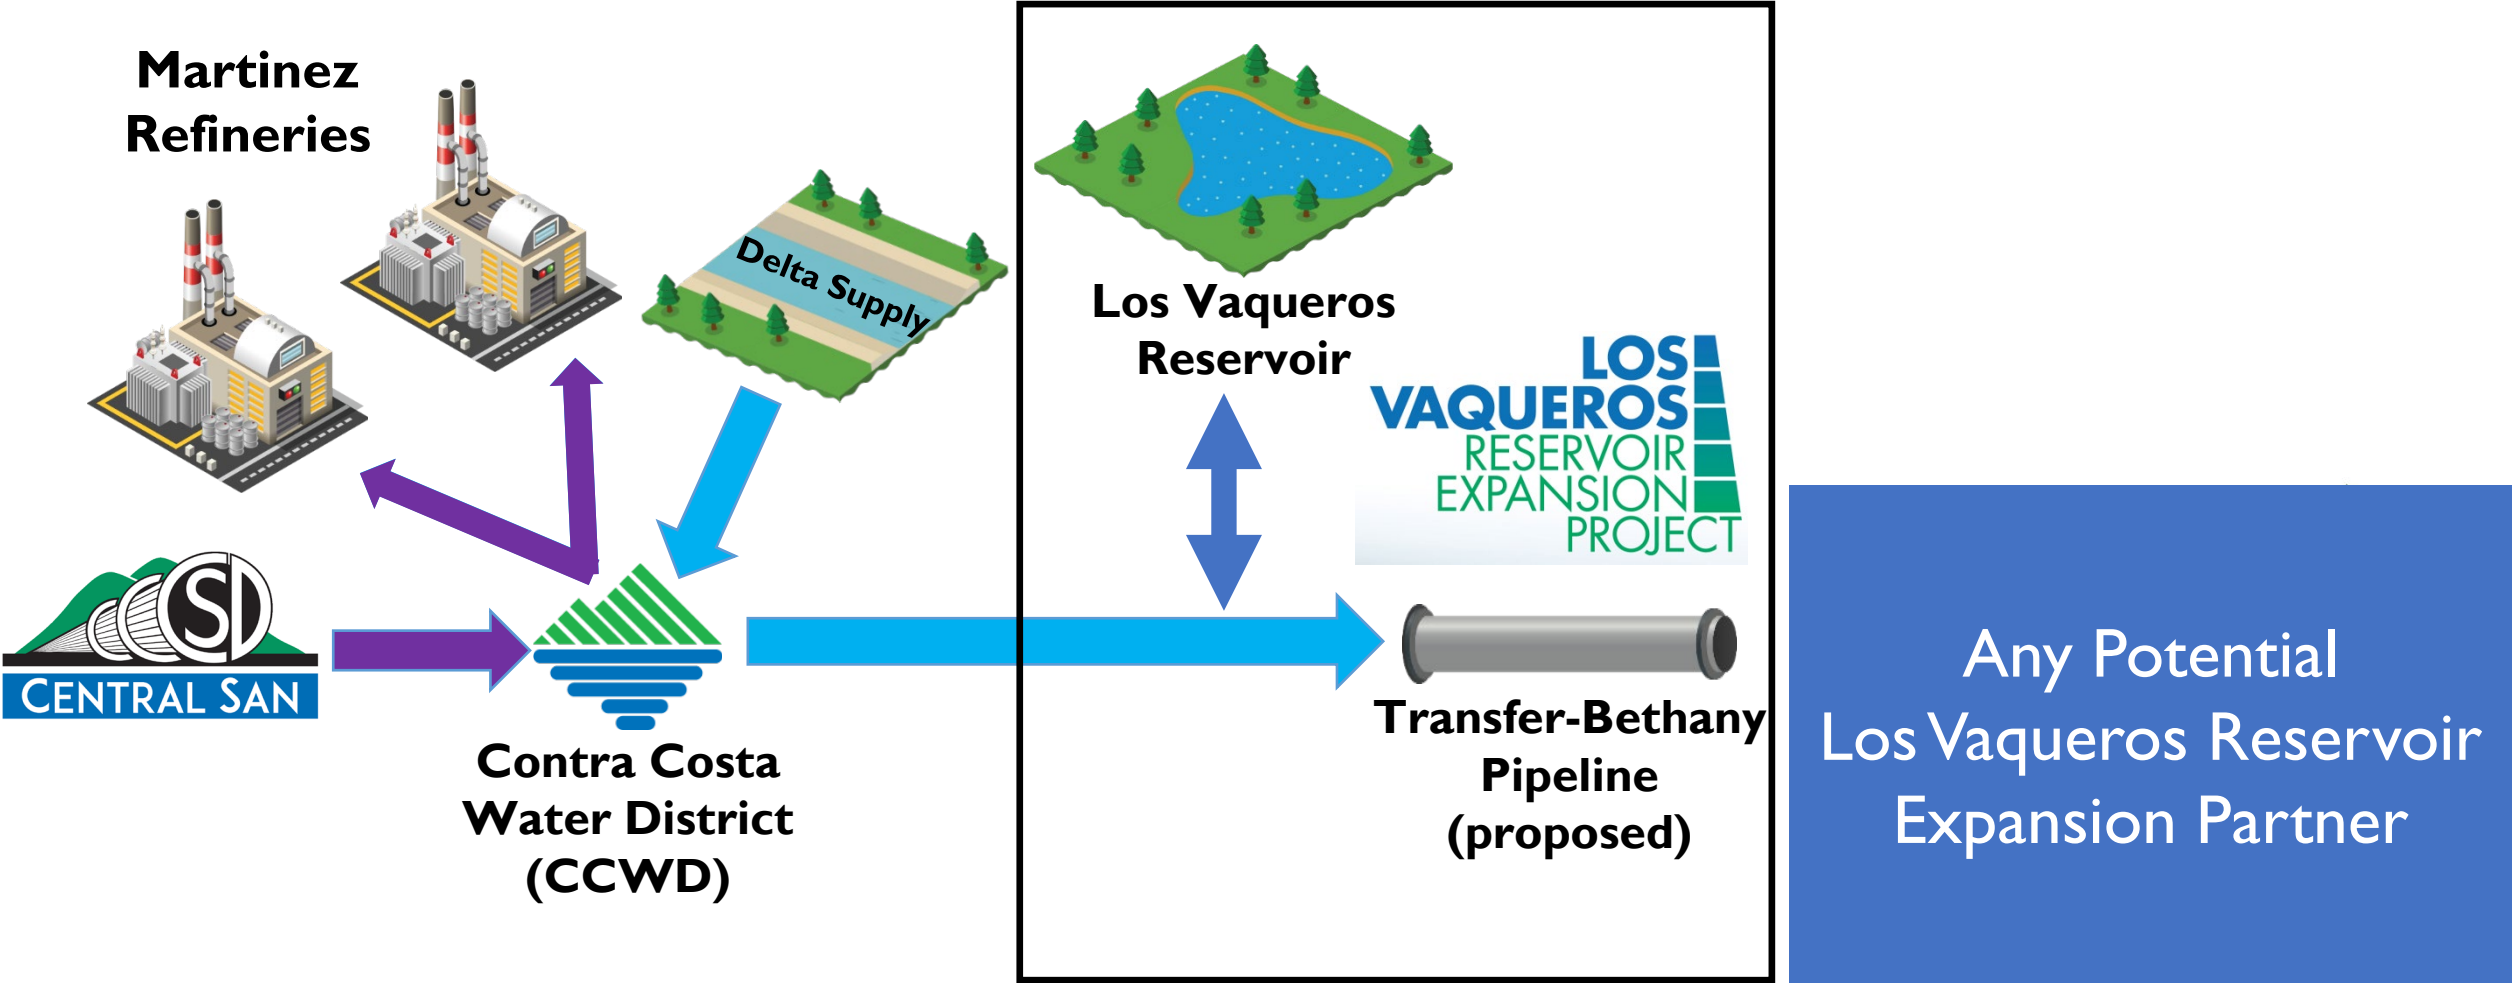 Martinez
Refineries
Delta Supply
Los Vaqueros
Reservoir
LOS
VAQUEROS
RESERVOIR
EXPANSION
PROJECT
CCCSD
CENTRAL SAN
Contra Costa
Water District
(CCWD)
Transfer-Bethany
Pipeline
(proposed)
Any Potential
Los Vaqueros Reservoir
Expansion Partner